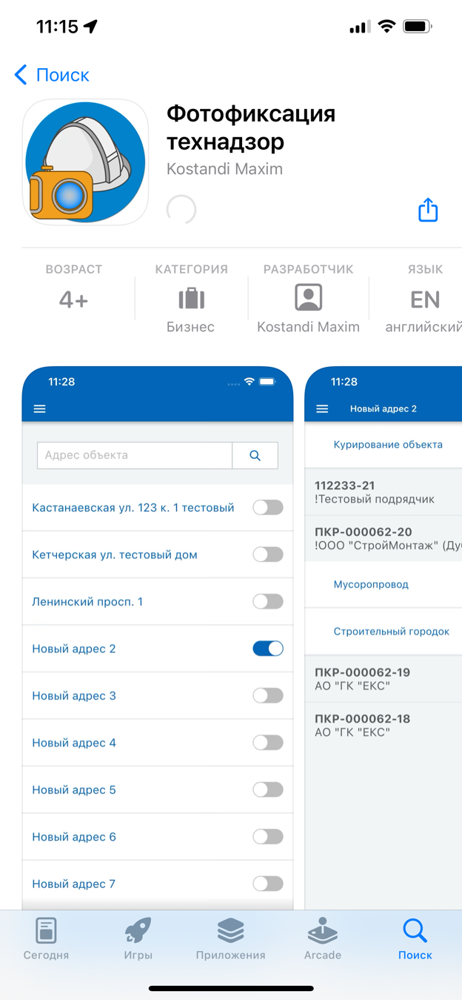 11:15
Поиск
Фотофиксация
технадзор
Kostandi Maxim
ВОЗРАСТ
4+
КАТЕГОРИЯ
Бизнес
РАЗРАБОТЧИК
Kostandi Maxim
ЯЗЫК
EN
английский
11:28
Адрес объекта
Кастанаевская ул. 123 к. 1 тестовый
Кетчерская ул. тестовый дом
Ленинский просп. 1
Новый адрес 2
Новый адрес 3
Новый адрес 4
Новый адрес 5
Новый адрес 6
Новый адрес 7
11:28
Новый адрес 2
Курирование объекта
112233-21
!Тестовый подрядчик
ПКР-000062-20
!ООО "СтройМонтаж"
Мусоропровод
Строительный городок
ПКР-000062-19
АО "ГК "ЕКС"
ПКР-000062-18
АО "ГК "ЕКС"
Сегодня
Игры
Приложения
Arcade
Поиск